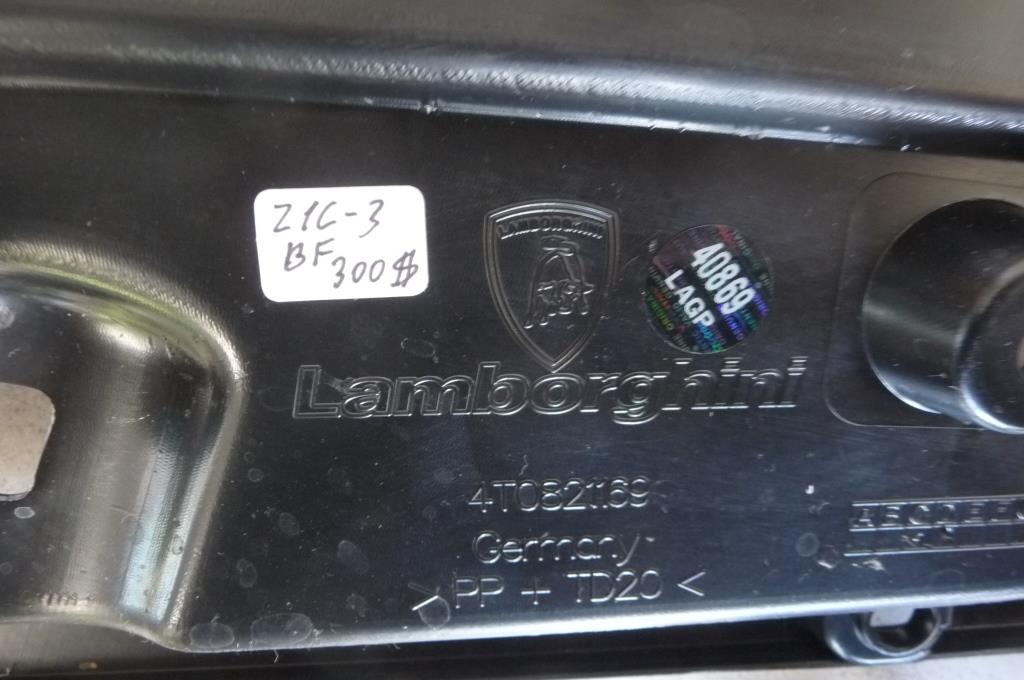 Z1C-3
BF
300$
LAMBORGHINI
40869
LAGP
Lamborghini
4T0821169
Germany
>PP + TD20<